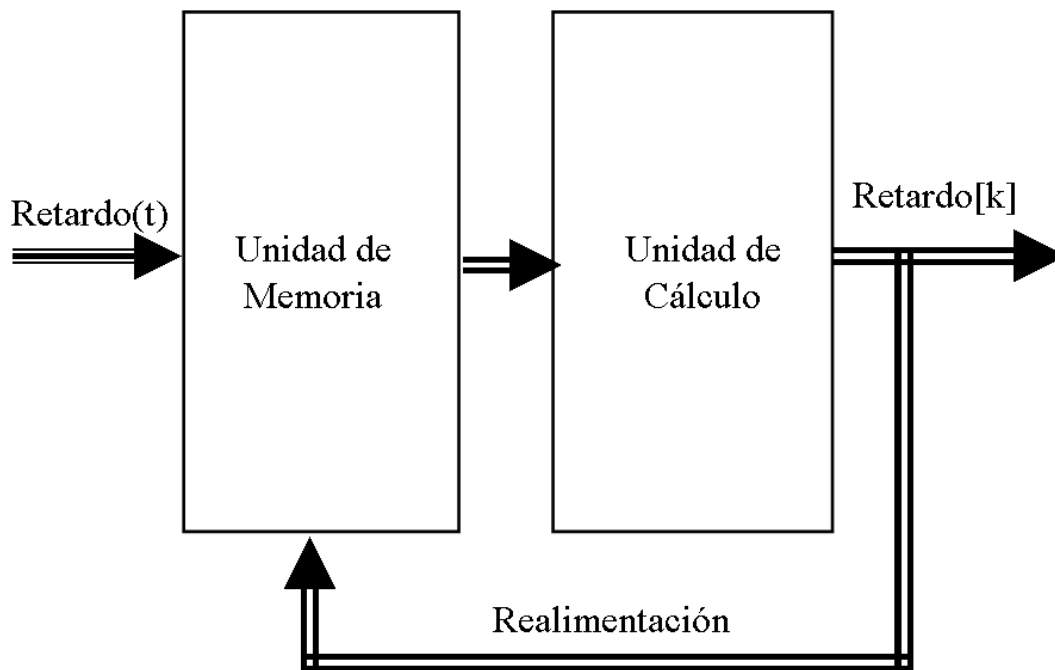 Retardo(t)
Unidad de
Memoria
Unidad de
Cálculo
Retardo[k]
Realimentación